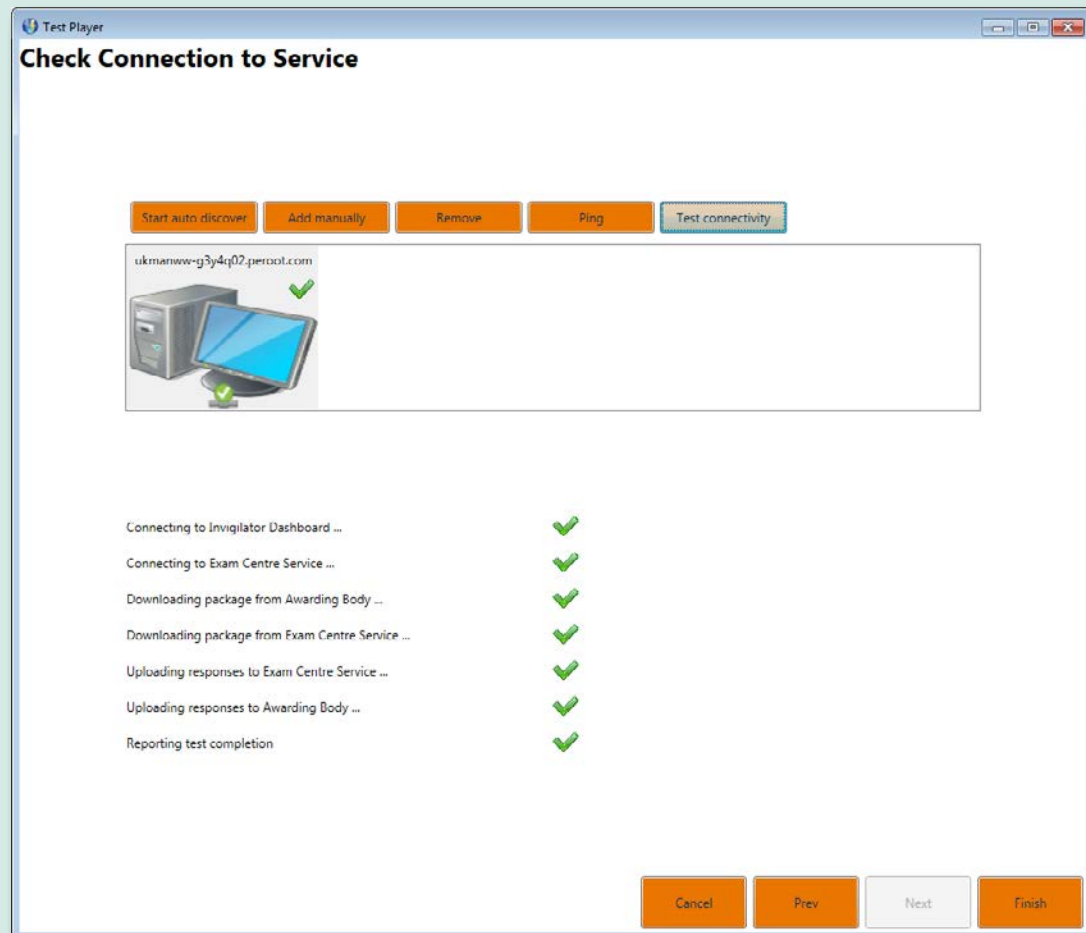 Test Player
Check Connection to Service
Start auto discover
Add manually
Remove
Ping
Test connectivity
ukmanww-g3y4q02.peroot.com
Connecting to Invigilator Dashboard ...
Connecting to Exam Centre Service ...
Downloading package from Awarding Body ...
Downloading package from Exam Centre Service ...
Uploading responses to Exam Centre Service ...
Uploading responses to Awarding Body ...
Reporting test completion
Cancel
Prev
Next
Finish